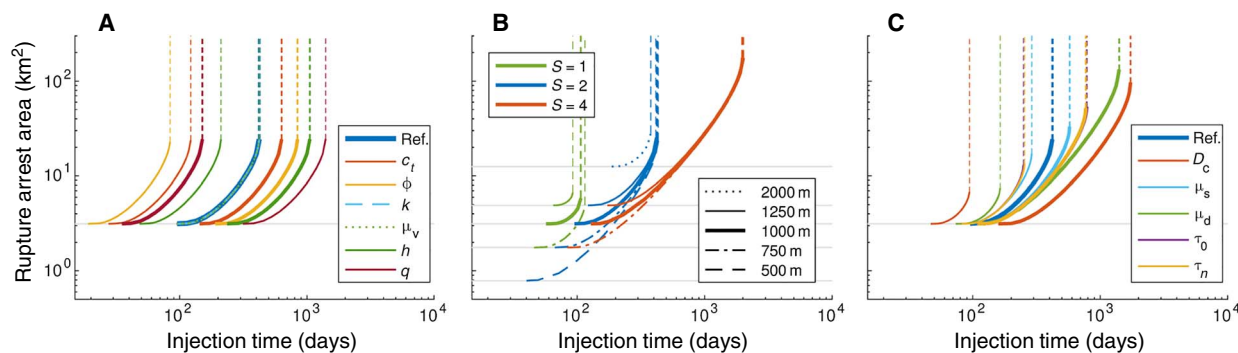 A
B
C
Rupture arrest area (km²)
10²
10¹
10⁰
S = 1
S = 2
S = 4
Ref.
c_t
ϕ
k
μ_v
h
q
2000 m
1250 m
1000 m
750 m
500 m
Ref.
D_c
μ_s
μ_d
τ_0
τ_n
10² 10³ 10⁴
10² 10³ 10⁴
10² 10³ 10⁴
Injection time (days)
Injection time (days)
Injection time (days)